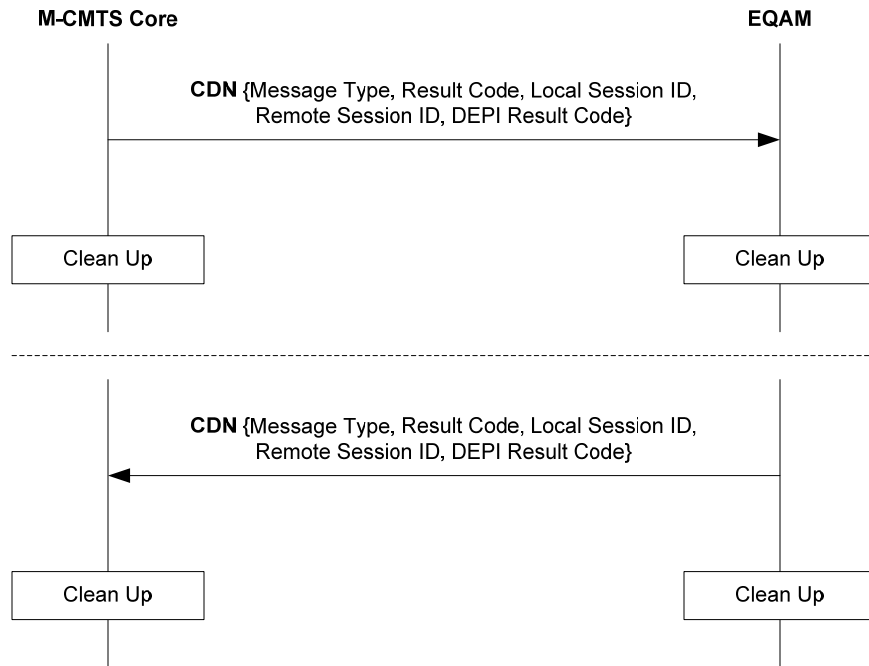 M-CMTS Core
EQAM
CDN {Message Type, Result Code, Local Session ID,
Remote Session ID, DEPI Result Code}
Clean Up
Clean Up
CDN {Message Type, Result Code, Local Session ID,
Remote Session ID, DEPI Result Code}
Clean Up
Clean Up